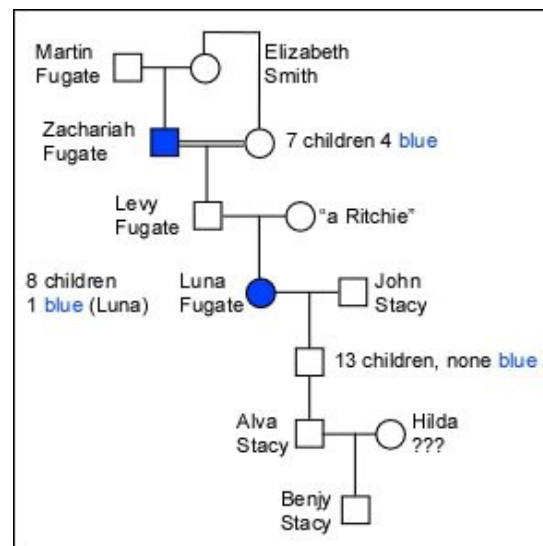 Martin
Fugate
Elizabeth
Smith
Zachariah
Fugate
7 children 4 blue
Levy
Fugate
“a Ritchie”
8 children
1 blue (Luna)
Luna
Fugate
John
Stacy
13 children, none blue
Alva
Stacy
Hilda
???
Benjy
Stacy